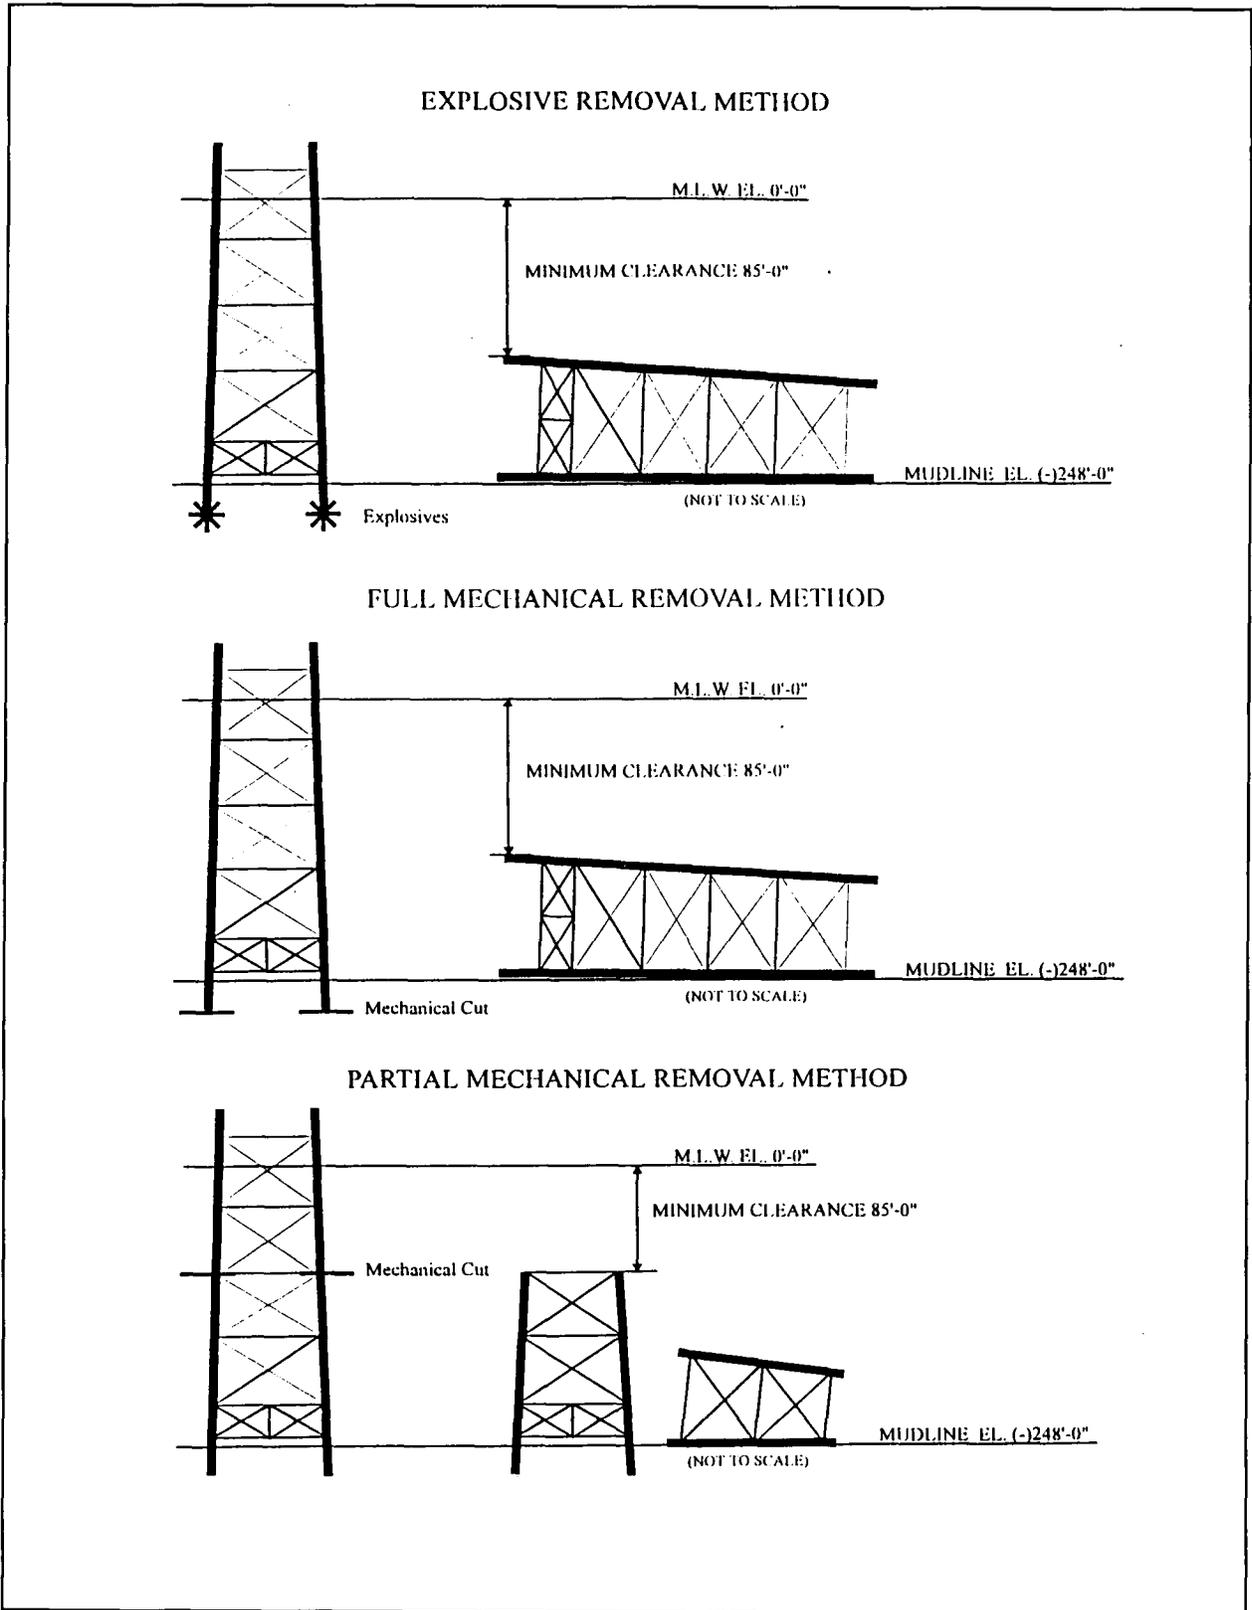 EXPLOSIVE REMOVAL METHOD
M.L.W. EL. 0'-0"
MINIMUM CLEARANCE 85'-0"
MUDLINE EL. (-)248'-0"
(NOT TO SCALE)
Explosives
FULL MECHANICAL REMOVAL METHOD
M.L.W. EL. 0'-0"
MINIMUM CLEARANCE 85'-0"
MUDLINE EL. (-)248'-0"
(NOT TO SCALE)
Mechanical Cut
PARTIAL MECHANICAL REMOVAL METHOD
M.L.W. EL. 0'-0"
MINIMUM CLEARANCE 85'-0"
Mechanical Cut
MUDLINE EL. (-)248'-0"
(NOT TO SCALE)